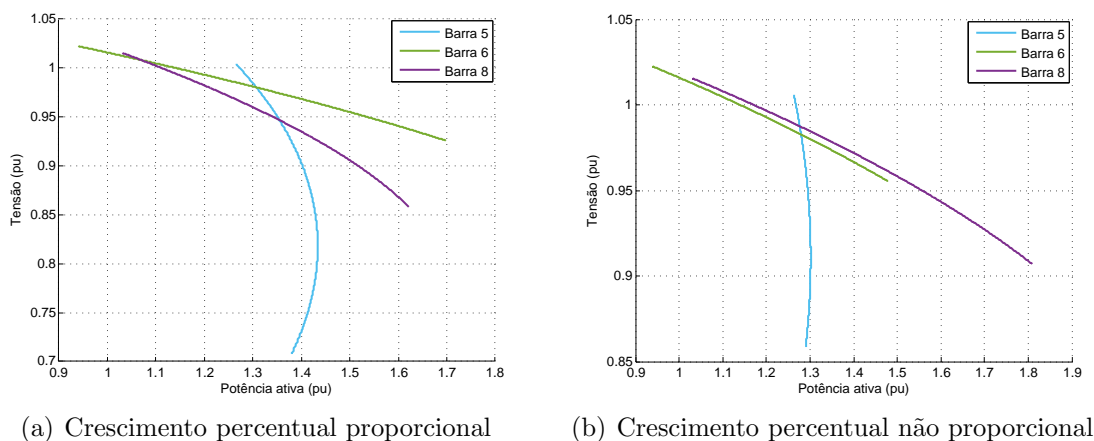 1.05
1
0.95
0.9
0.85
0.8
0.75
0.7
Tensão (pu)
0.9 1 1.1 1.2 1.3 1.4 1.5 1.6 1.7 1.8
Potência ativa (pu)
Barra 5
Barra 6
Barra 8
(a) Crescimento percentual proporcional
1.05
1
0.95
0.9
0.85
Tensão (pu)
0.9 1 1.1 1.2 1.3 1.4 1.5 1.6 1.7 1.8 1.9
Potência ativa (pu)
Barra 5
Barra 6
Barra 8
(b) Crescimento percentual não proporcional